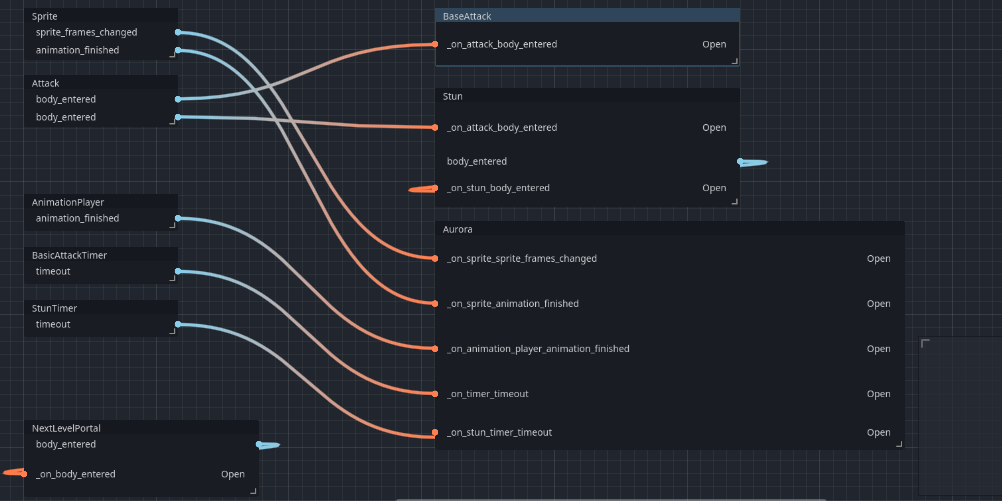 Sprite
sprite_frames_changed
animation_finished
Attack
body_entered
body_entered
AnimationPlayer
animation_finished
BasicAttackTimer
timeout
StunTimer
timeout
NextLevelPortal
body_entered
_on_body_entered Open
BaseAttack
_on_attack_body_entered Open
Stun
_on_attack_body_entered Open
body_entered
_on_stun_body_entered Open
Aurora
_on_sprite_sprite_frames_changed Open
_on_sprite_animation_finished Open
_on_animation_player_animation_finished Open
_on_timer_timeout Open
_on_stun_timer_timeout Open